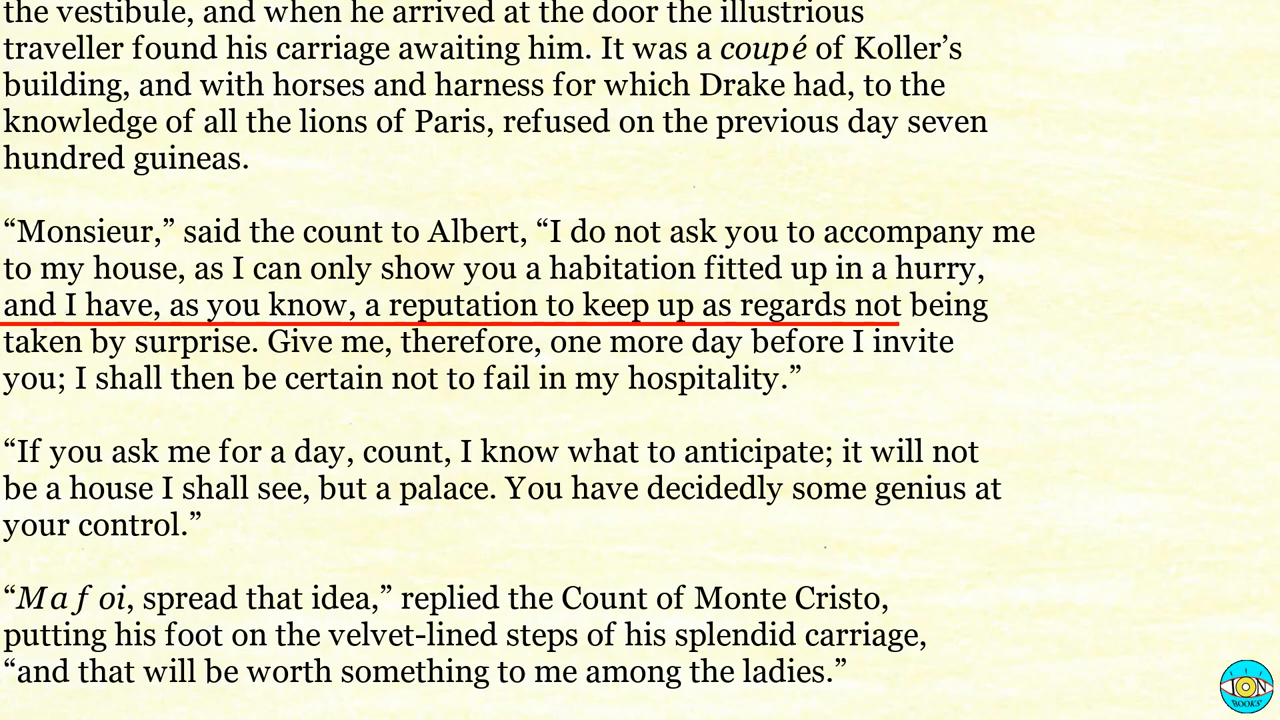 the vestibule, and when he arrived at the door the illustrious
traveller found his carriage awaiting him. It was a coupé of Koller’s
building, and with horses and harness for which Drake had, to the
knowledge of all the lions of Paris, refused on the previous day seven
hundred guineas.
“Monsieur,” said the count to Albert, “I do not ask you to accompany me
to my house, as I can only show you a habitation fitted up in a hurry,
and I have, as you know, a reputation to keep up as regards not being
taken by surprise. Give me, therefore, one more day before I invite
you; I shall then be certain not to fail in my hospitality.”
“If you ask me for a day, count, I know what to anticipate; it will not
be a house I shall see, but a palace. You have decidedly some genius at
your control.”
“Ma foi, spread that idea,” replied the Count of Monte Cristo,
putting his foot on the velvet-lined steps of his splendid carriage,
“and that will be worth something to me among the ladies.”
ION
BOOKS